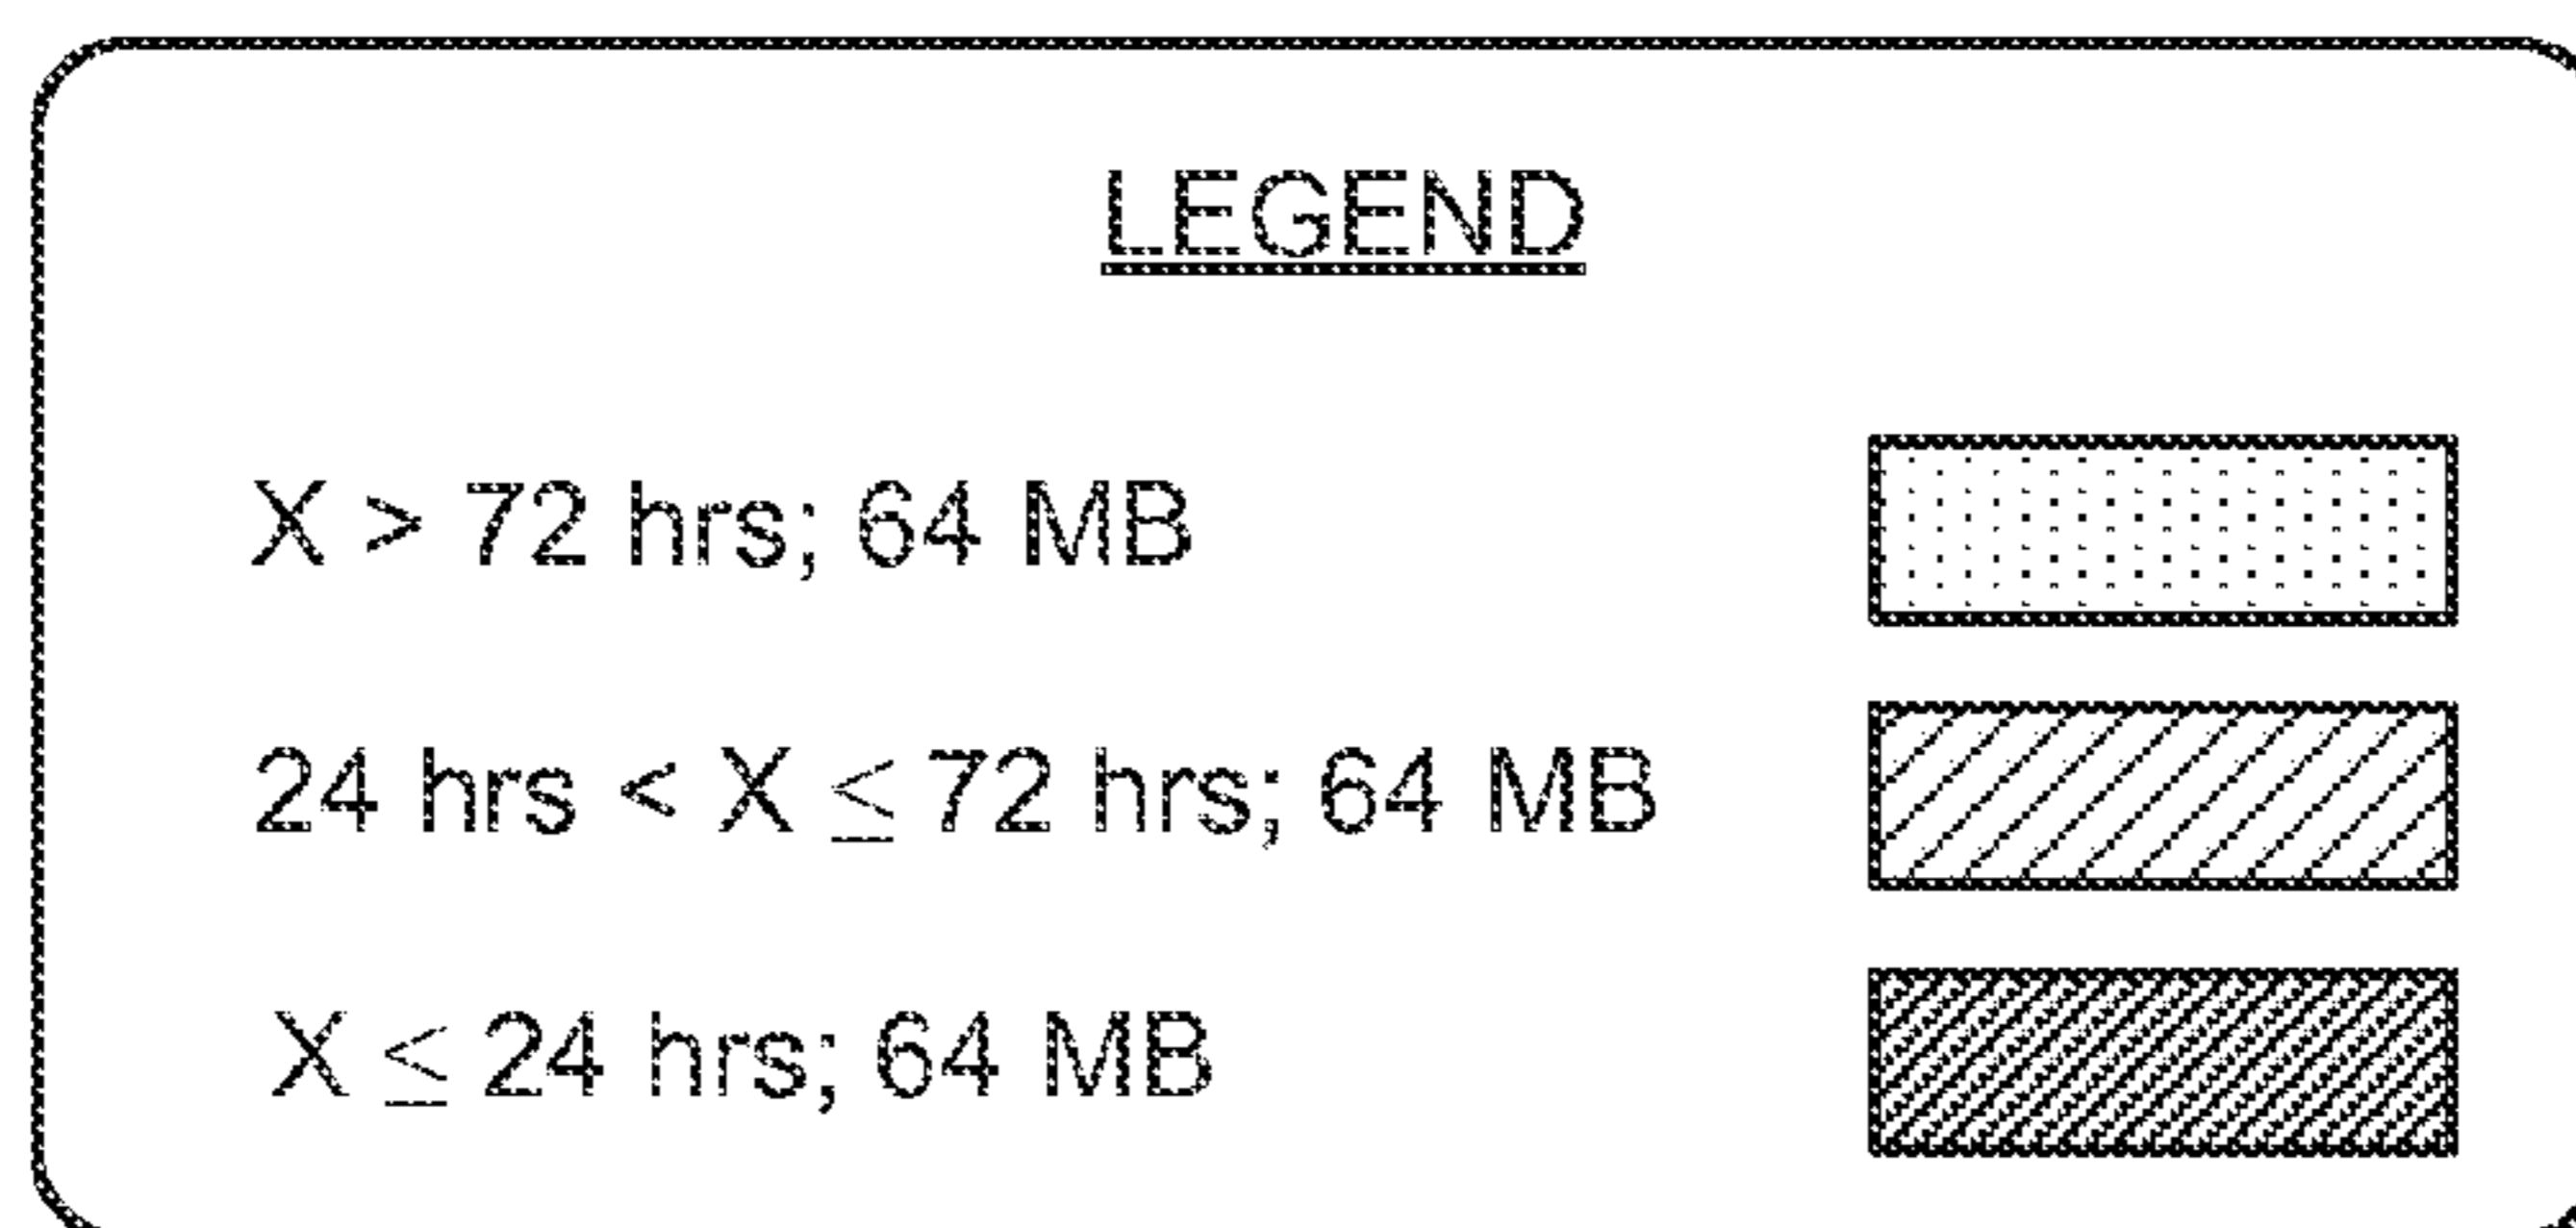 LEGEND
X > 72 hrs; 64 MB
24 hrs < X ≤ 72 hrs; 64 MB
X ≤ 24 hrs; 64 MB